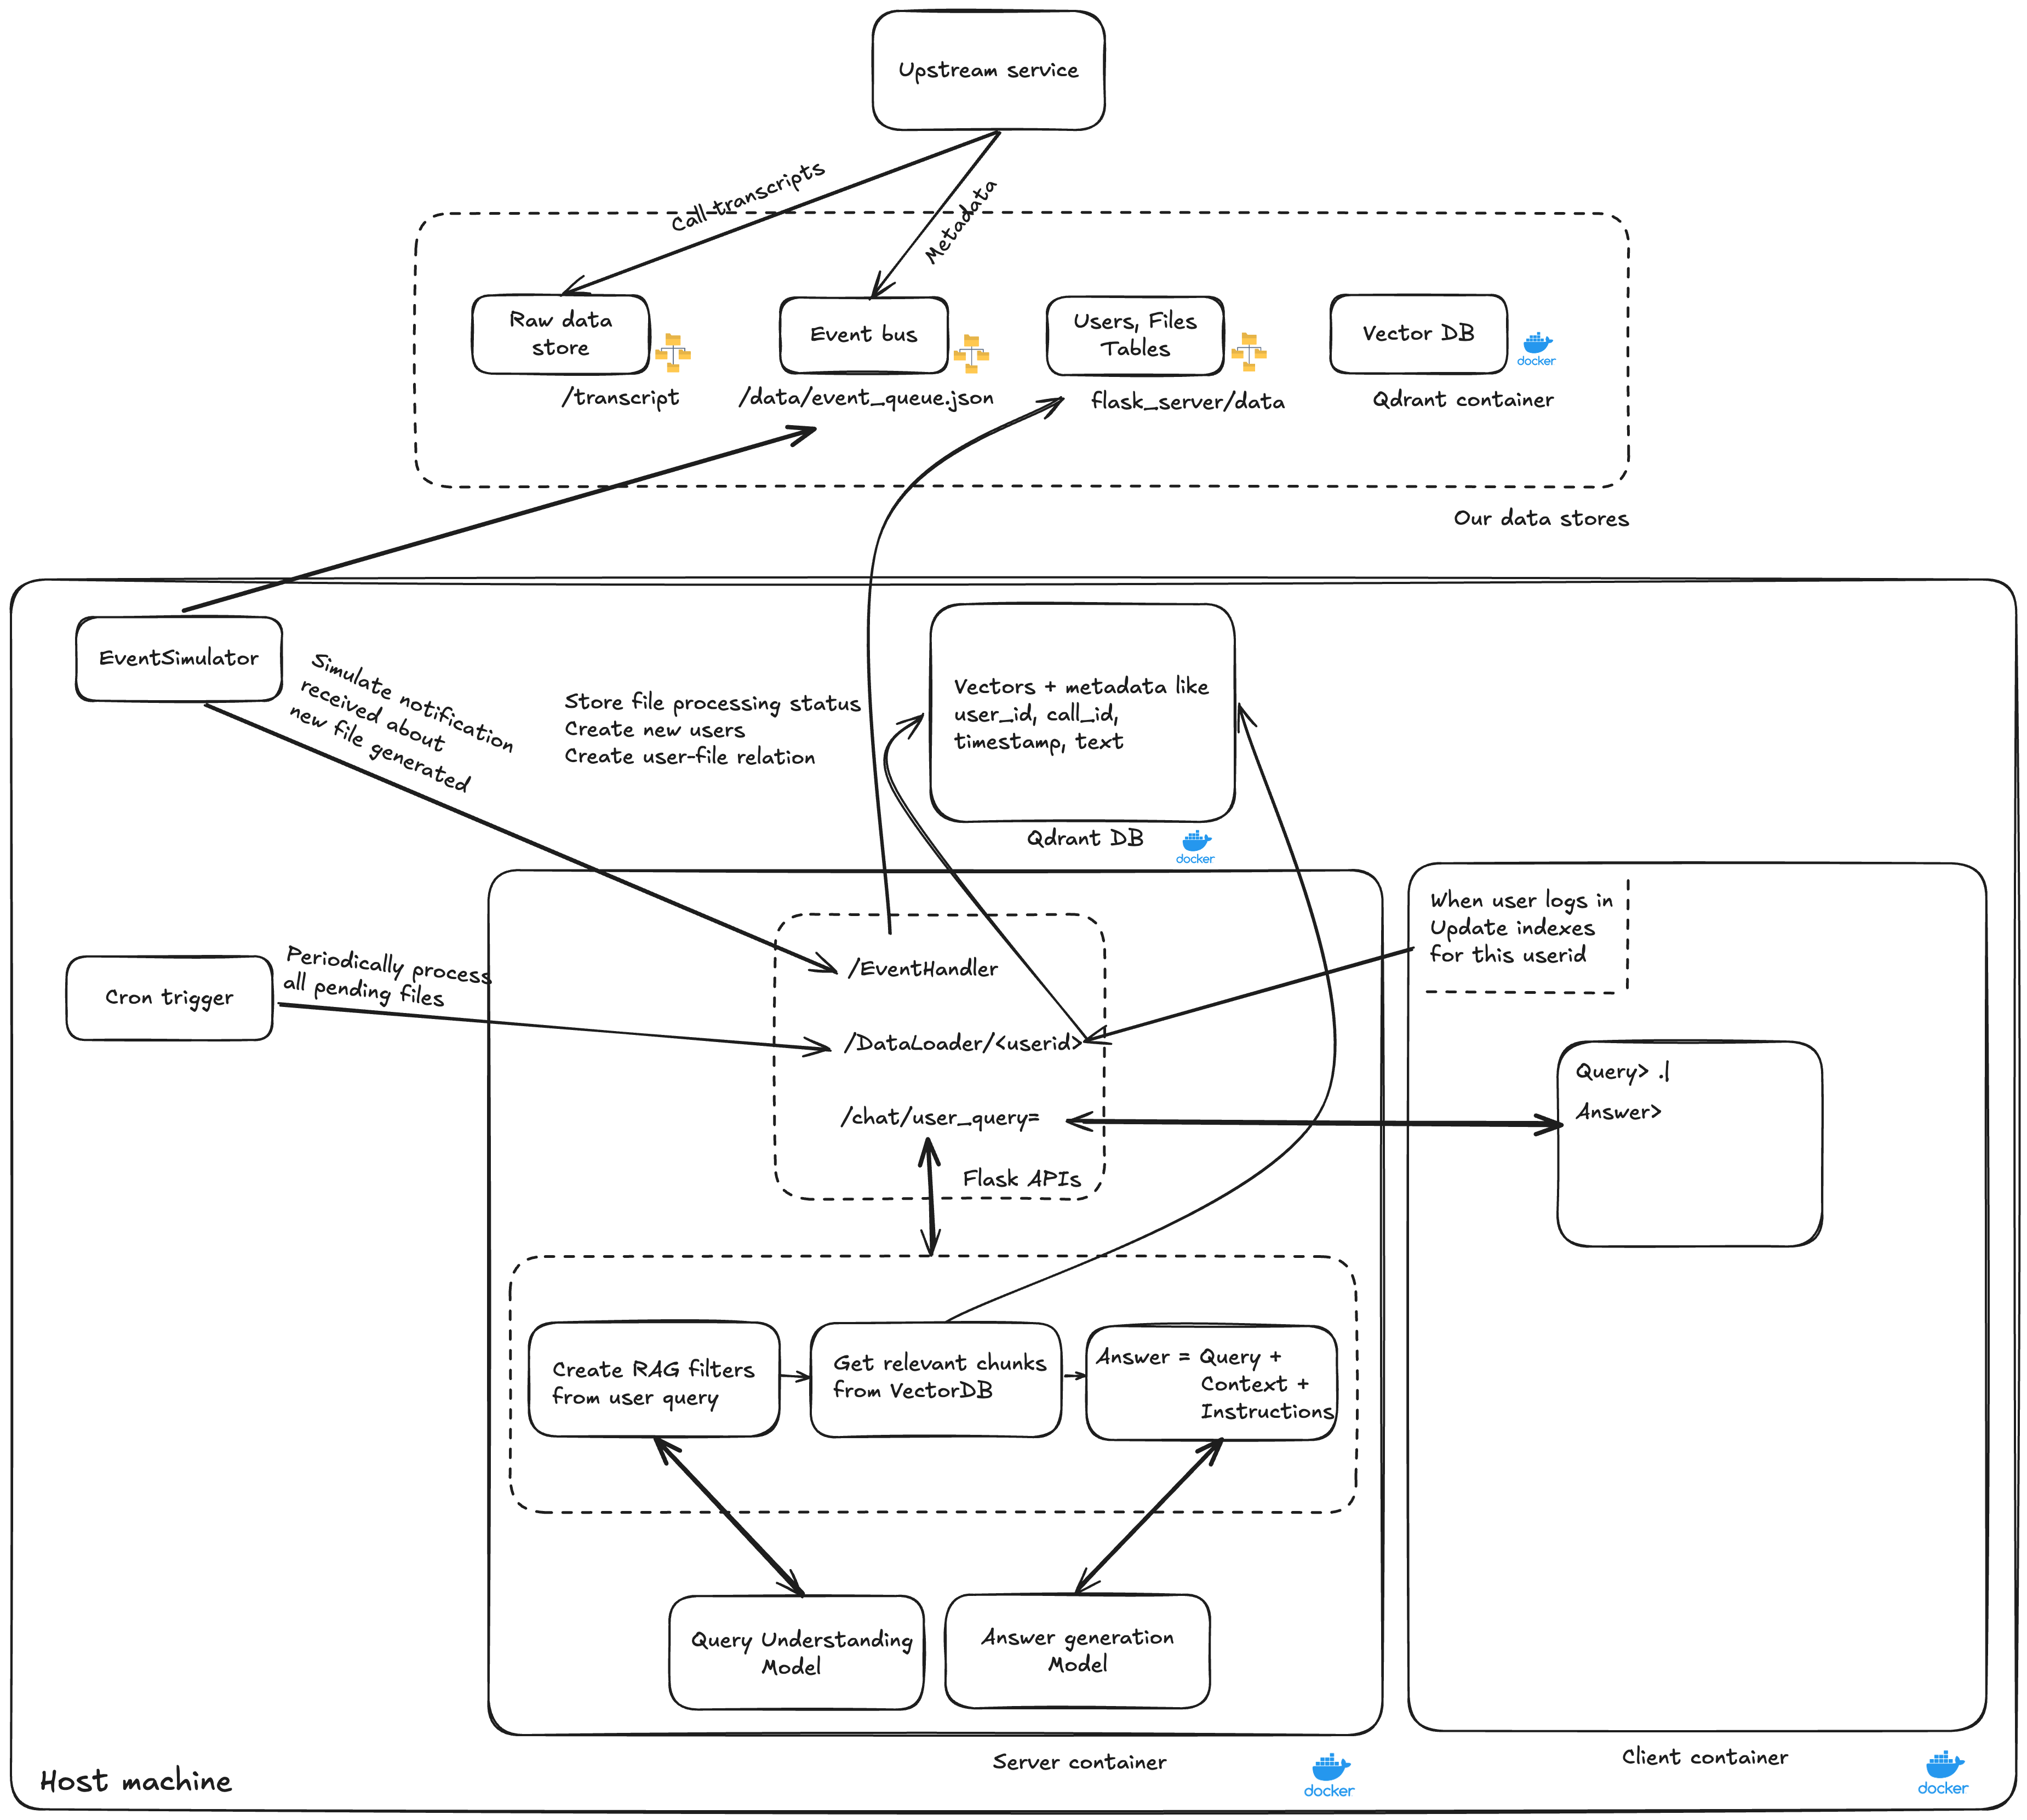 Upstream service
Call transcripts
Metadata
Raw data
store
/transcript
Event bus
/data/event_queue.json
Users, Files
Tables
flask_server/data
Vector DB
docker
Qdrant container
Our data stores
EventSimulator
Simulate notification
received about
new file generated
Store file processing status
Create new users
Create user-file relation
Vectors + metadata like
user_id, call_id,
timestamp, text
Qdrant DB
docker
Cron trigger
Periodically process
all pending files
/EventHandler
/DataLoader/<userid>
/chat/user_query=
Flask APIs
When user logs in
Update indexes
for this userid
Query> .|
Answer>
Create RAG filters
from user query
Get relevant chunks
from VectorDB
Answer = Query +
Context +
Instructions
Query Understanding
Model
Answer generation
Model
Server container
docker
Client container
docker
Host machine